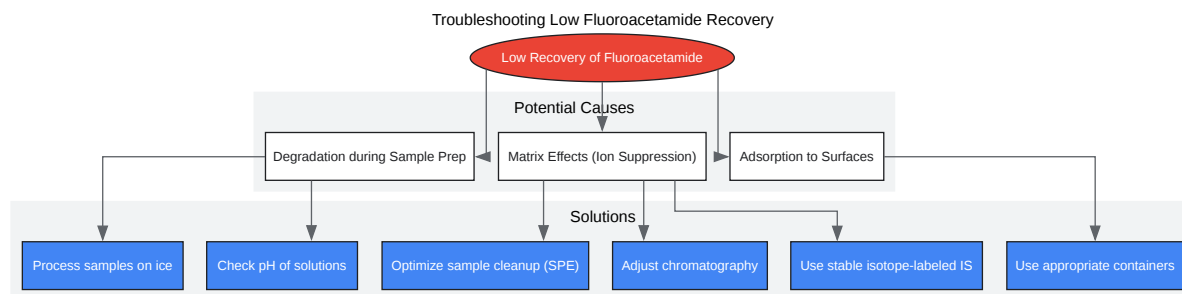 Troubleshooting Low Fluoroacetamide Recovery
Low Recovery of Fluoroacetamide
Potential Causes
Degradation during Sample Prep
Matrix Effects (Ion Suppression)
Adsorption to Surfaces
Solutions
Process samples on ice
Check pH of solutions
Optimize sample cleanup (SPE)
Adjust chromatography
Use stable isotope-labeled IS
Use appropriate containers